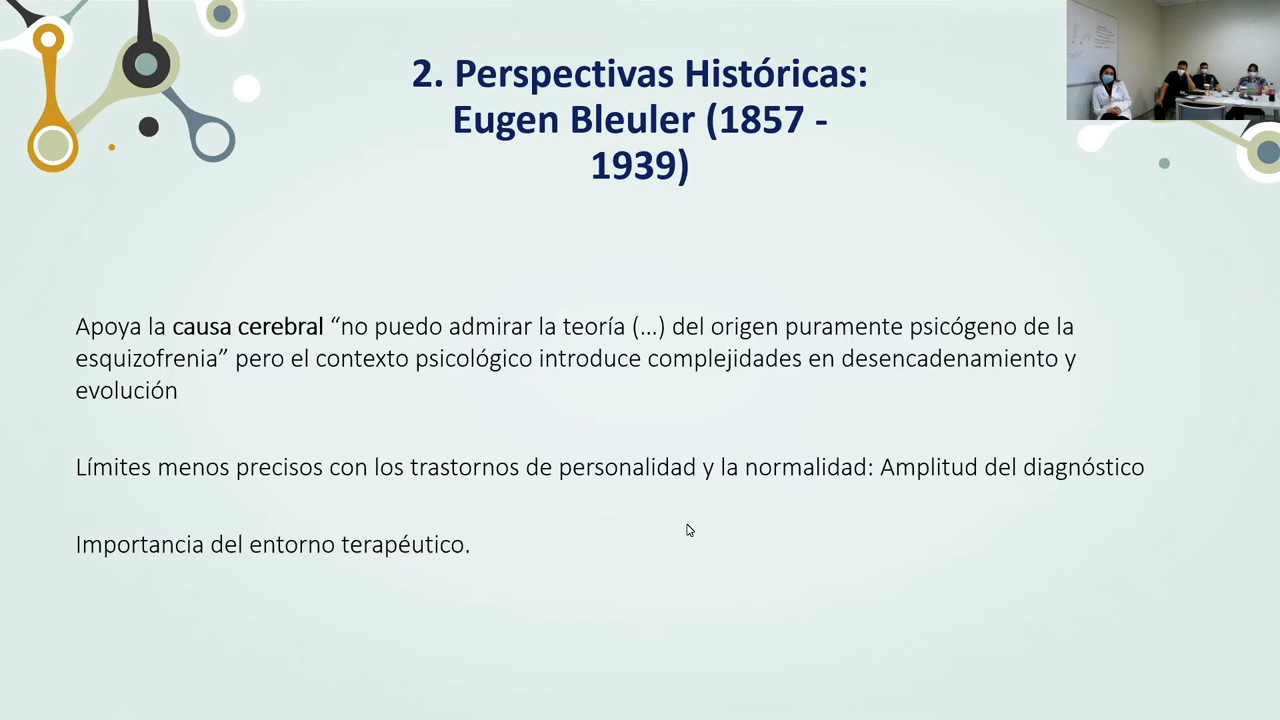 2. Perspectivas Históricas:
Eugen Bleuler (1857 -
1939)
Apoya la causa cerebral “no puedo admirar la teoría (...) del origen puramente psicógeno de la
esquizofrenia” pero el contexto psicológico introduce complejidades en desencadenamiento y
evolución
Límites menos precisos con los trastornos de personalidad y la normalidad: Amplitud del diagnóstico
Importancia del entorno terapéutico.